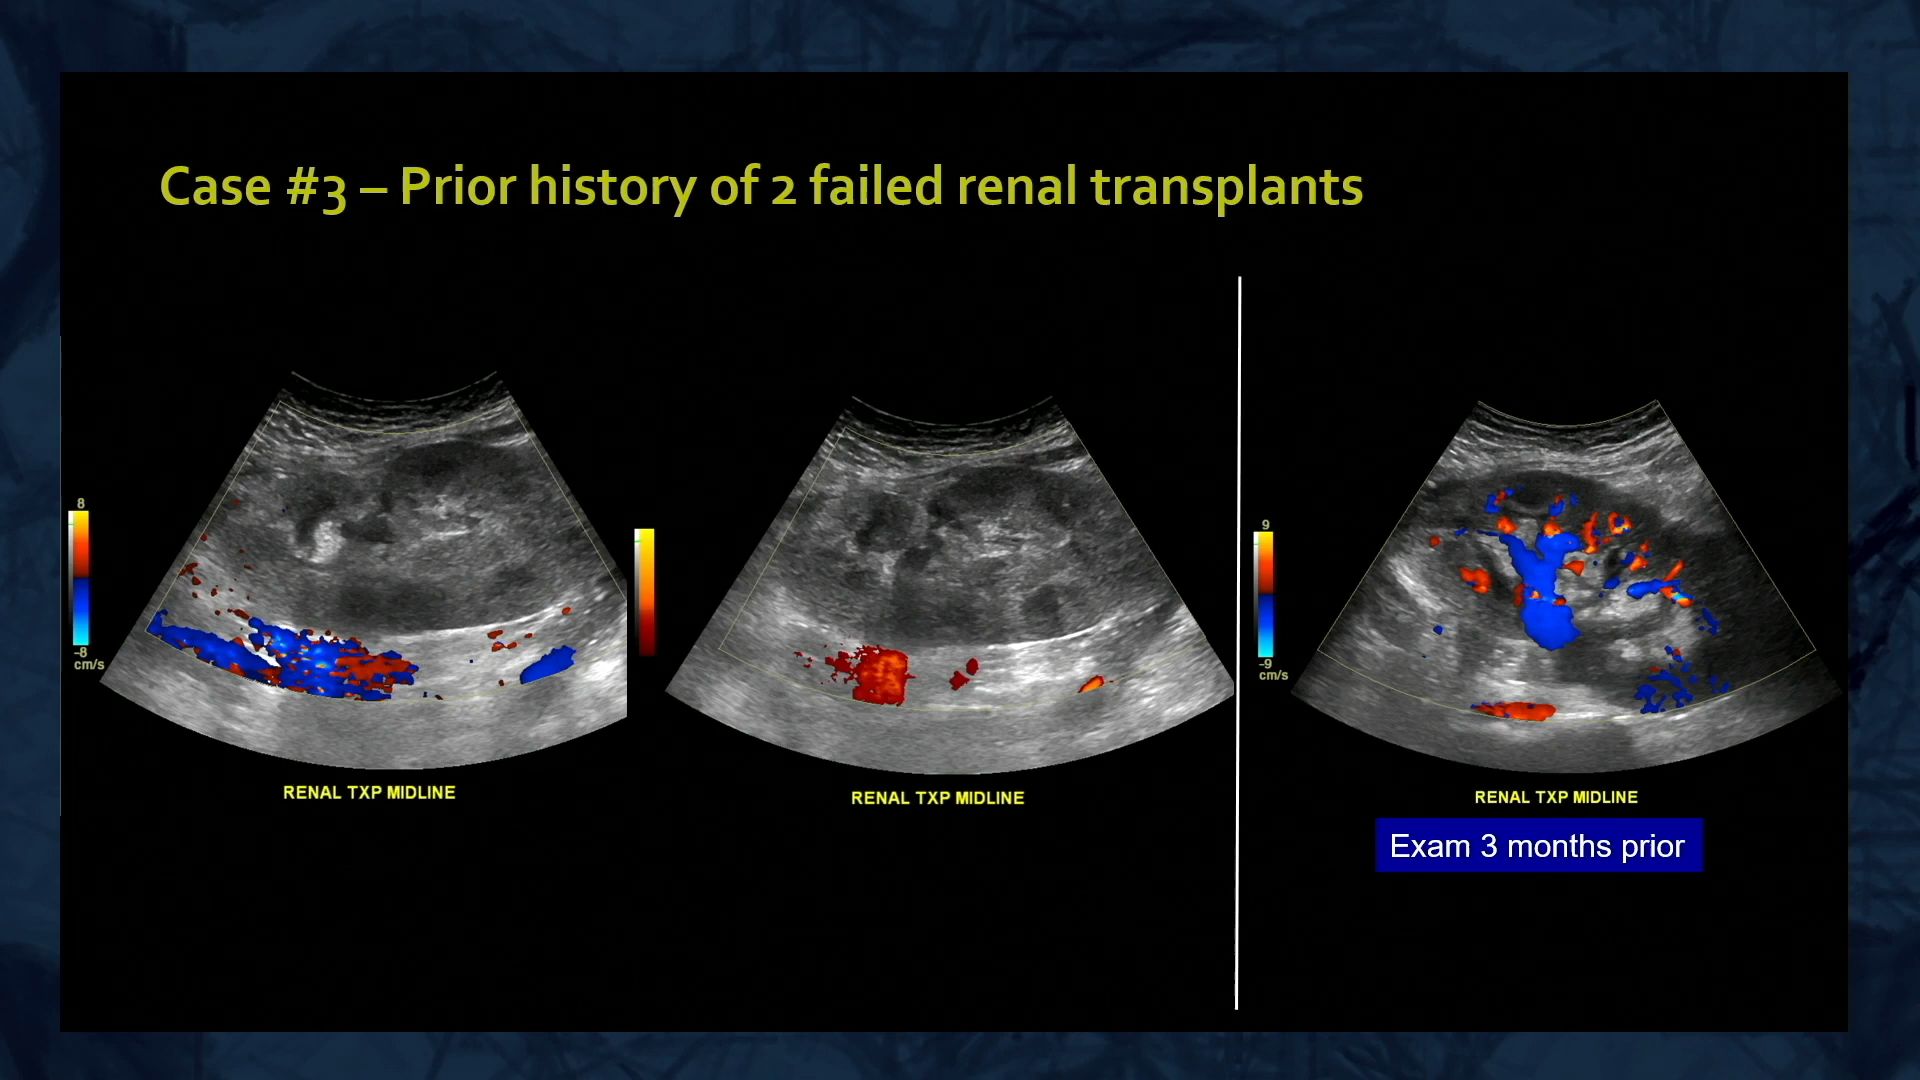 Case #3 – Prior history of 2 failed renal transplants
8
-8
cm/s
RENAL TXP MIDLINE
RENAL TXP MIDLINE
9
-9
cm/s
RENAL TXP MIDLINE
Exam 3 months prior